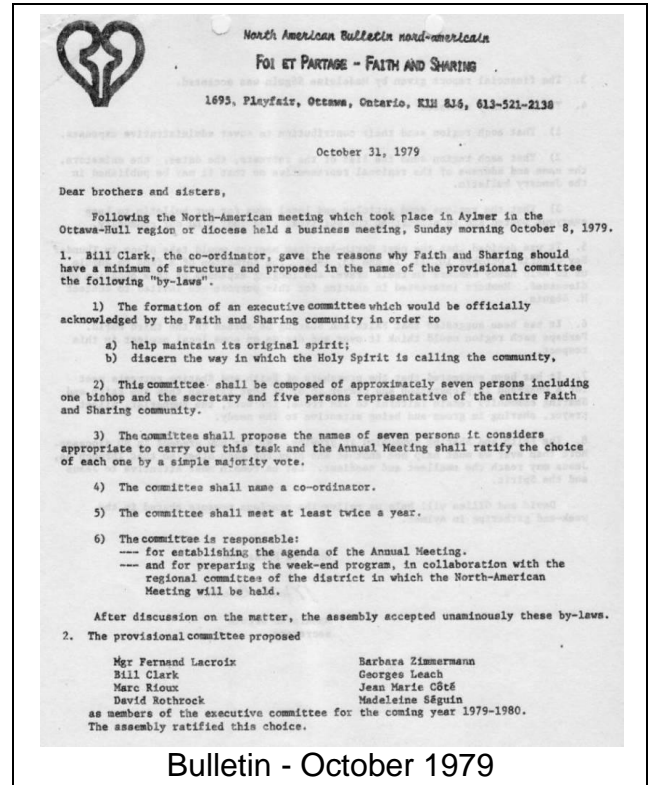 North American Bulletin nord-américain
FOI ET PARTAGE - FAITH AND SHARING
1695, Playfair, Ottawa, Ontario, K1H 8J6, 613-521-2138
October 31, 1979
Dear brothers and sisters,
Following the North-American meeting which took place in Aylmer in the
Ottawa-Hull region or diocese held a business meeting, Sunday morning October 8, 1979.
1. Bill Clark, the co-ordinator, gave the reasons why Faith and Sharing should
have a minimum of structure and proposed in the name of the provisional committee
the following "by-laws".
1) The formation of an executive committee which would be officially
acknowledged by the Faith and Sharing community in order to
a) help maintain its original spirit;
b) discern the way in which the Holy Spirit is calling the community,
2) This committee shall be composed of approximately seven persons including
one bishop and the secretary and five persons representative of the entire Faith
and Sharing community.
3) The committee shall propose the names of seven persons it considers
appropriate to carry out this task and the Annual Meeting shall ratify the choice
of each one by a simple majority vote.
4) The committee shall name a co-ordinator.
5) The committee shall meet at least twice a year.
6) The committee is responsable:
--- for establishing the agenda of the Annual Meeting.
--- and for preparing the week-end program, in collaboration with the
regional committee of the district in which the North-American
Meeting will be held.
After discussion on the matter, the assembly accepted unaminously these by-laws.
2. The provisional committee proposed
Mgr Fernand Lacroix Barbara Zimmermann
Bill Clark Georges Leach
Marc Rioux Jean Marie Côté
David Rothrock Madeleine Séguin
as members of the executive committee for the coming year 1979-1980.
The assembly ratified this choice.
Bulletin - October 1979